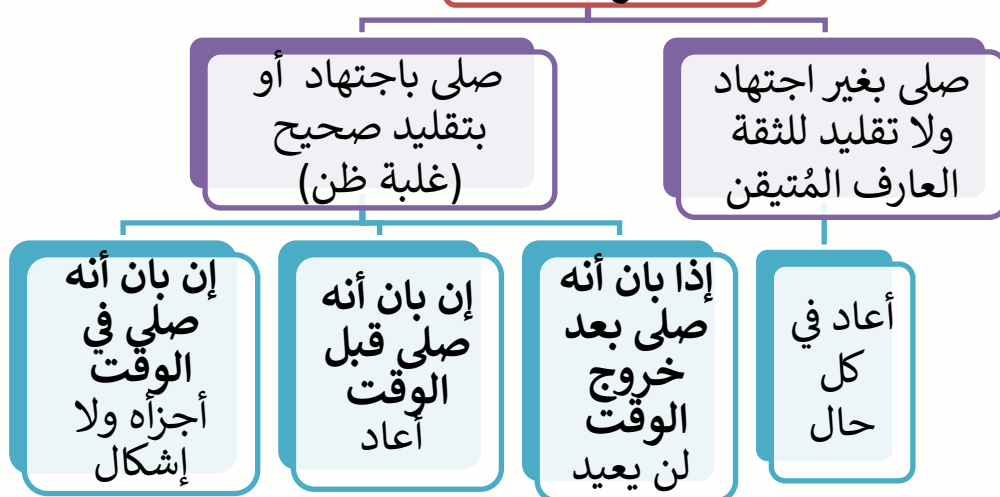 صلى بغير اجتهاد
ولا تقليد للثقة
العارف المُتيقن
صلى باجتهاد أو
بتقليد صحيح
(غلبة ظن)
أعاد في
كل
حال
إذا بان أنه
صلى بعد
خروج
الوقت
لن يعيد
إن بان أنه
صلى قبل
الوقت
أعاد
إن بان أنه
صلي في
الوقت
أجزأه ولا
إشكال